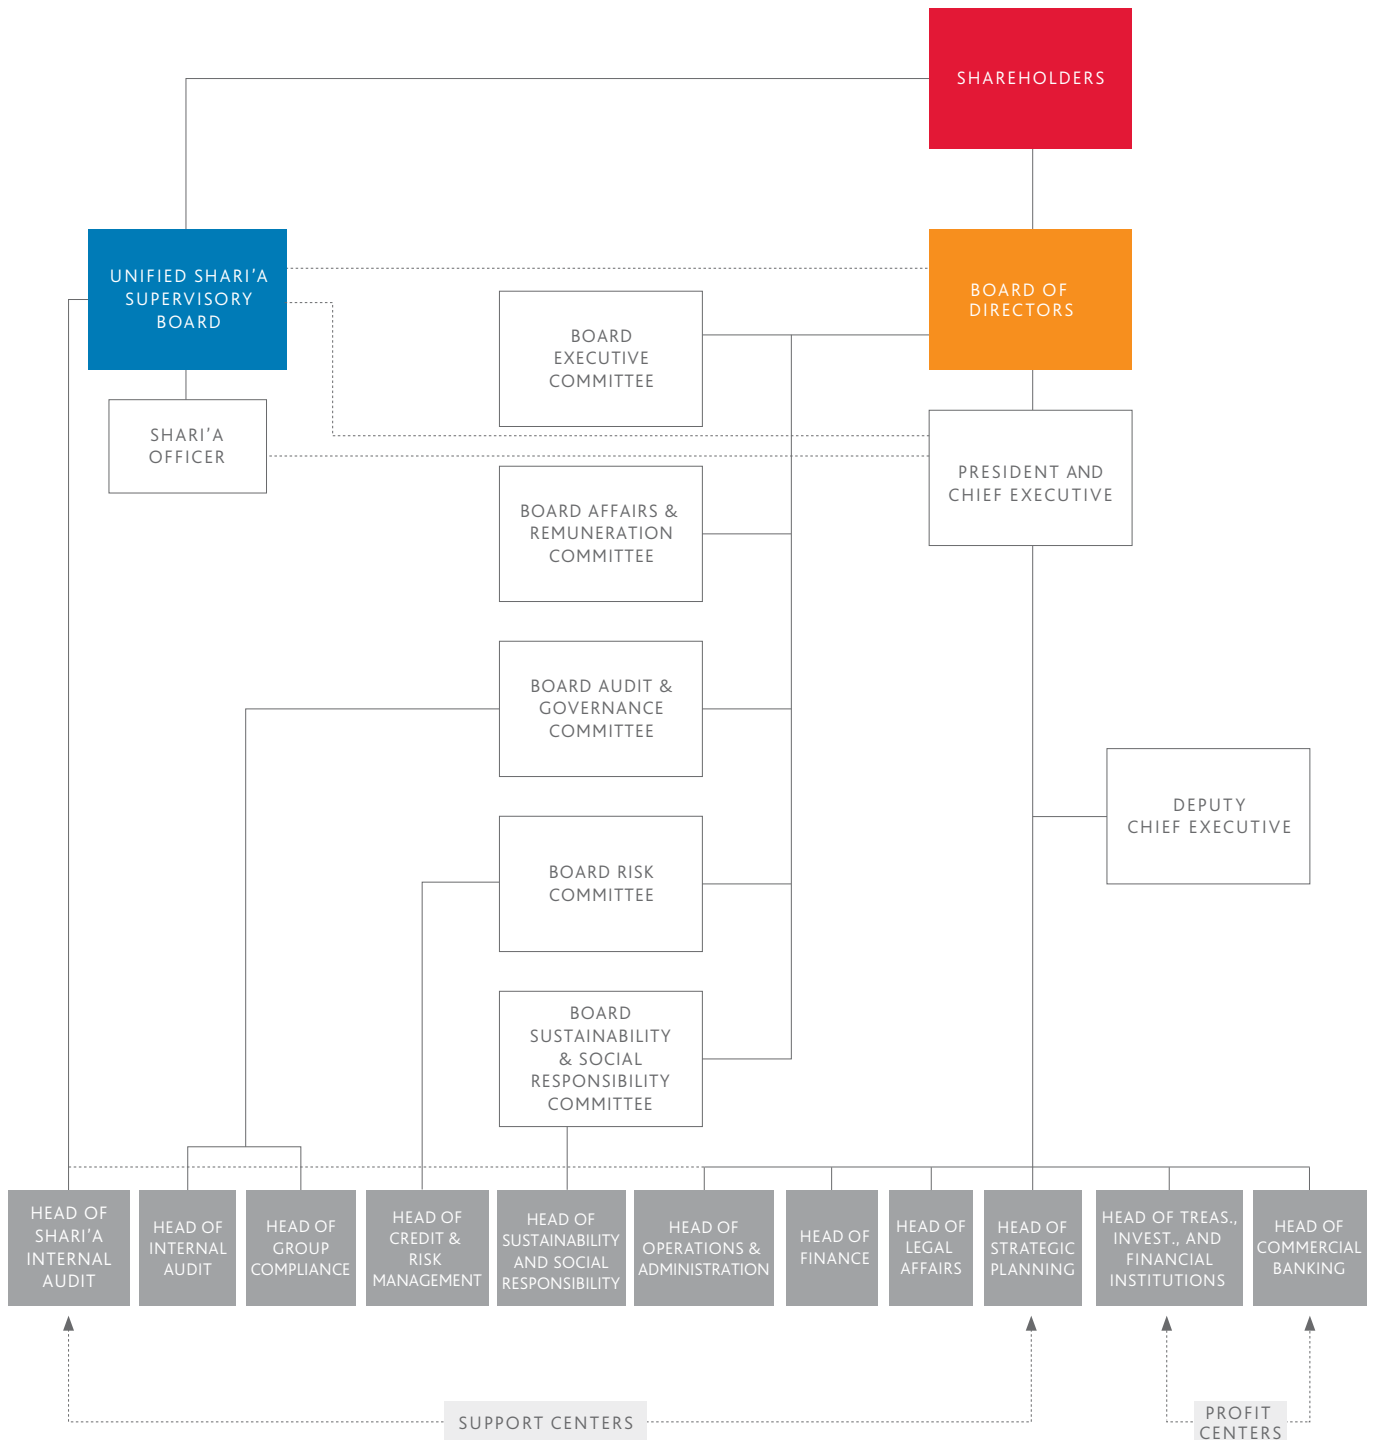 SHAREHOLDERS
UNIFIED SHARI'A
SUPERVISORY
BOARD
BOARD OF
DIRECTORS
BOARD
EXECUTIVE
COMMITTEE
SHARI'A
OFFICER
PRESIDENT AND
CHIEF EXECUTIVE
BOARD AFFAIRS &
REMUNERATION
COMMITTEE
BOARD AUDIT &
GOVERNANCE
COMMITTEE
DEPUTY
CHIEF EXECUTIVE
BOARD RISK
COMMITTEE
BOARD
SUSTAINABILITY
& SOCIAL
RESPONSIBILITY
COMMITTEE
HEAD OF
SHARI'A
INTERNAL
AUDIT
HEAD OF
INTERNAL
AUDIT
HEAD OF
GROUP
COMPLIANCE
HEAD OF
CREDIT &
RISK
MANAGEMENT
HEAD OF
SUSTAINABILITY
AND SOCIAL
RESPONSIBILITY
HEAD OF
OPERATIONS &
ADMINISTRATION
HEAD OF
FINANCE
HEAD OF
LEGAL
AFFAIRS
HEAD OF
STRATEGIC
PLANNING
HEAD OF TREAS.,
INVEST., AND
FINANCIAL
INSTITUTIONS
HEAD OF
COMMERCIAL
BANKING
SUPPORT CENTERS
PROFIT
CENTERS